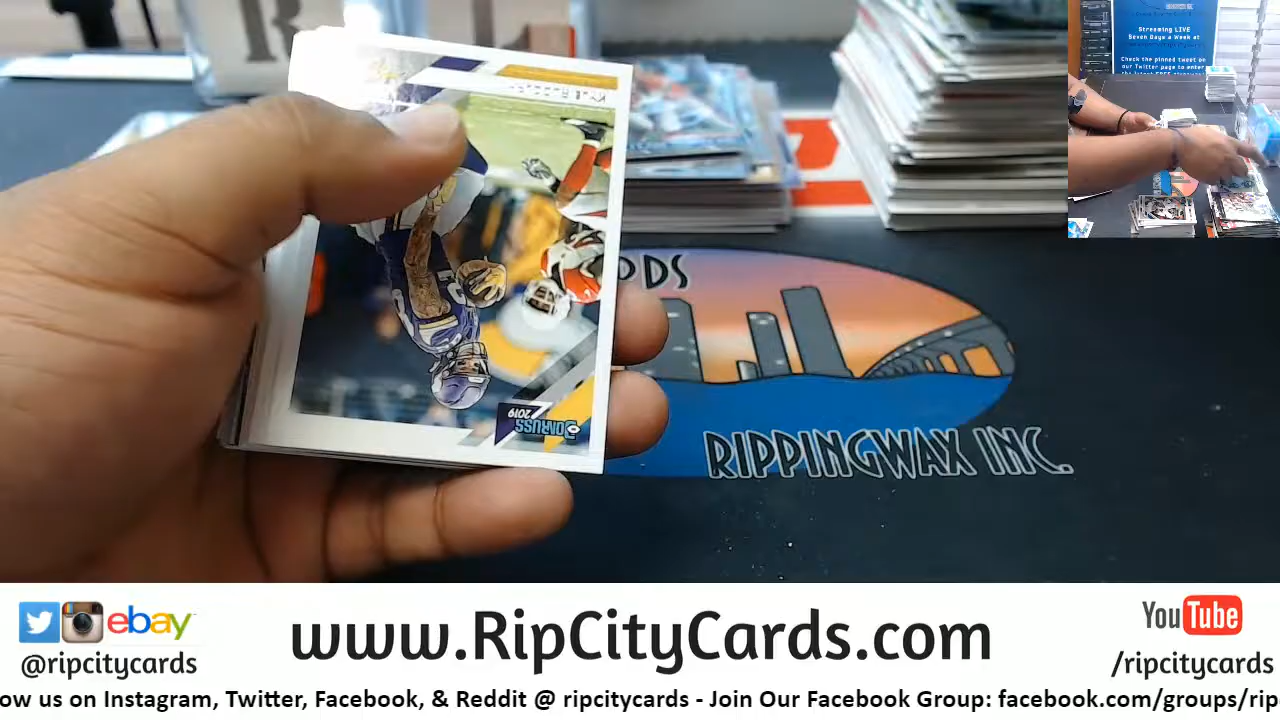 Streaming LIVE
Seven Days a Week at
Check the pinned tweet on
our Twitter page to enter
DONRUSS
2019
ODS
RIPPINGWAX INC.
ebay
@ripcitycards
www.RipCityCards.com
YouTube
/ripcitycards
ow us on Instagram, Twitter, Facebook, & Reddit @ ripcitycards - Join Our Facebook Group: facebook.com/groups/rip